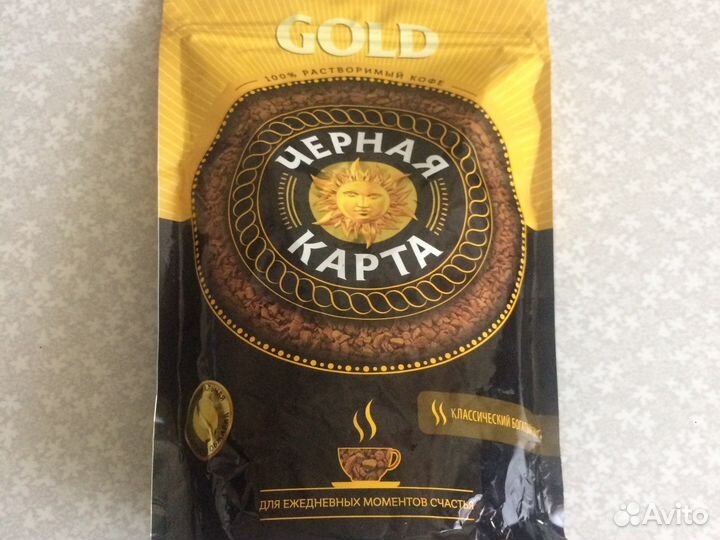 GOLD
100% РАСТВОРИМЫЙ КОФЕ
ЧЕРНАЯ
КАРТА
КЛАССИЧЕСКИЙ
ДЛЯ ЕЖЕДНЕВНЫХ МОМЕНТОВ СЧАСТЬЯ
Avito